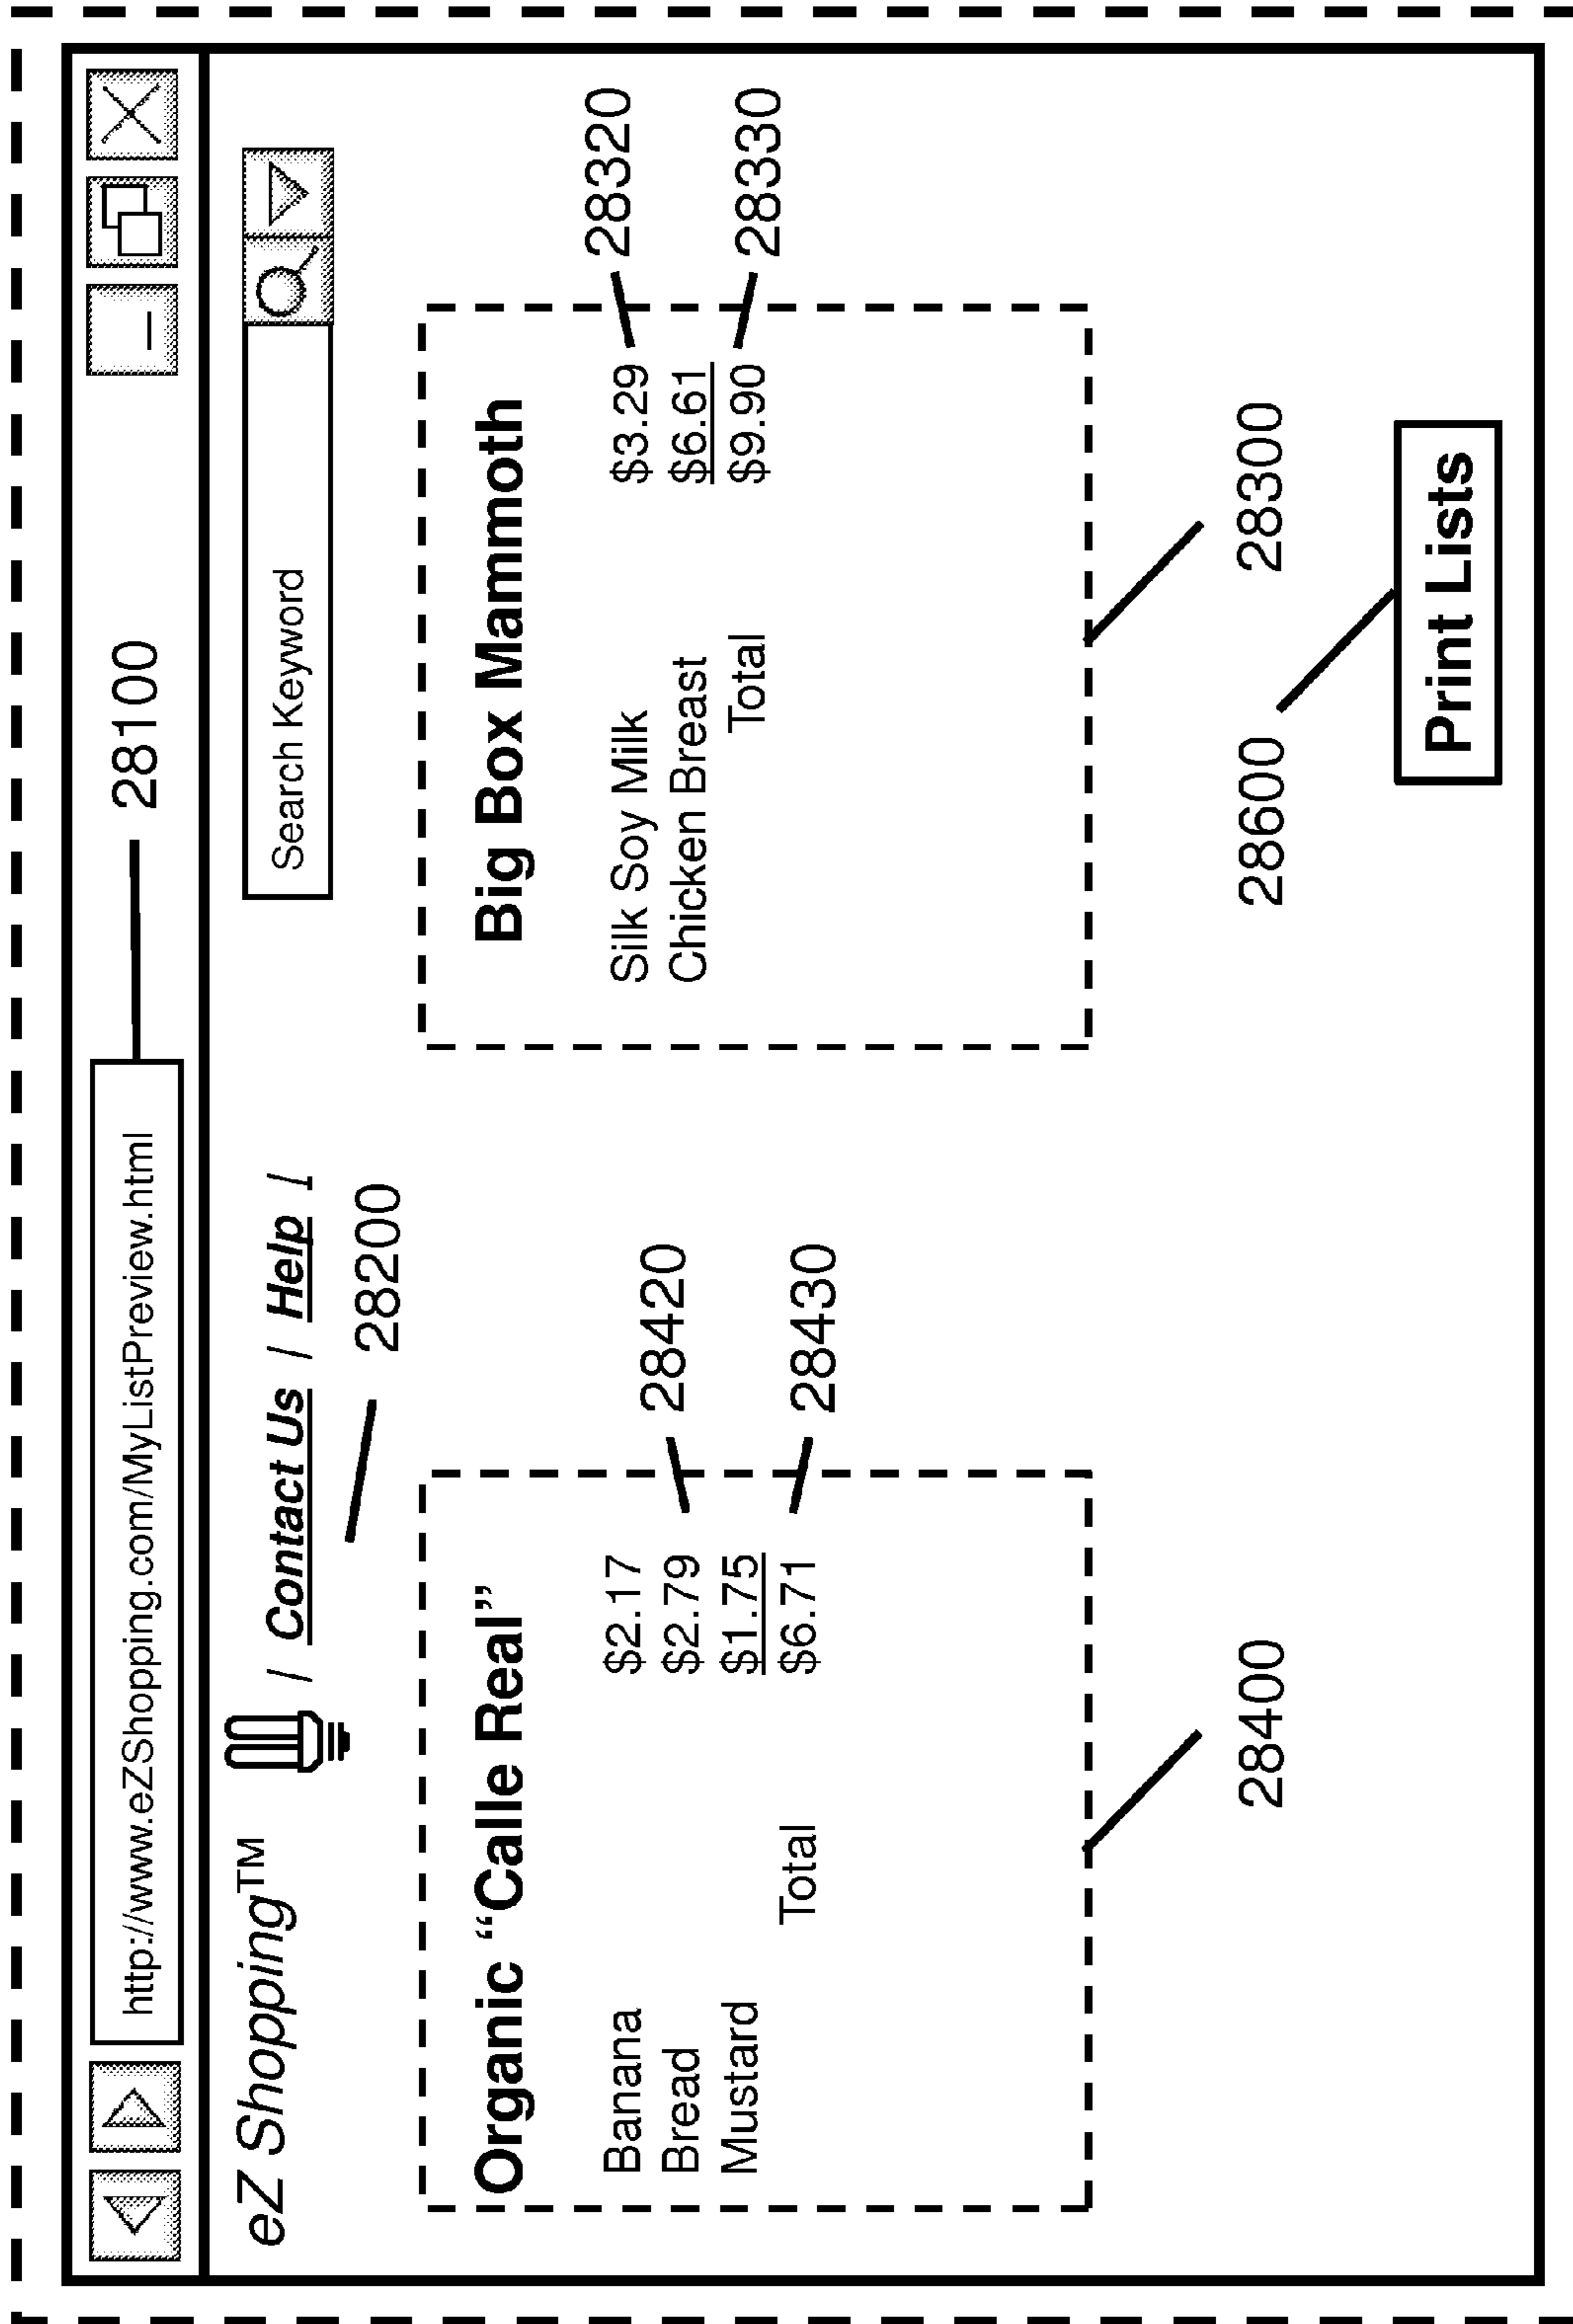 28100
http://www.eZShopping.com/MyListPreview.html
eZ Shopping™ / Contact Us / Help /
Search Keyword
28200
Organic “Calle Real”
Banana $2.17
Bread $2.79
Mustard $1.75
Total $6.71
28420
28430
28400
Big Box Mammoth
Silk Soy Milk $3.29
Chicken Breast $6.61
Total $9.90
28320
28330
28300
28600
Print Lists